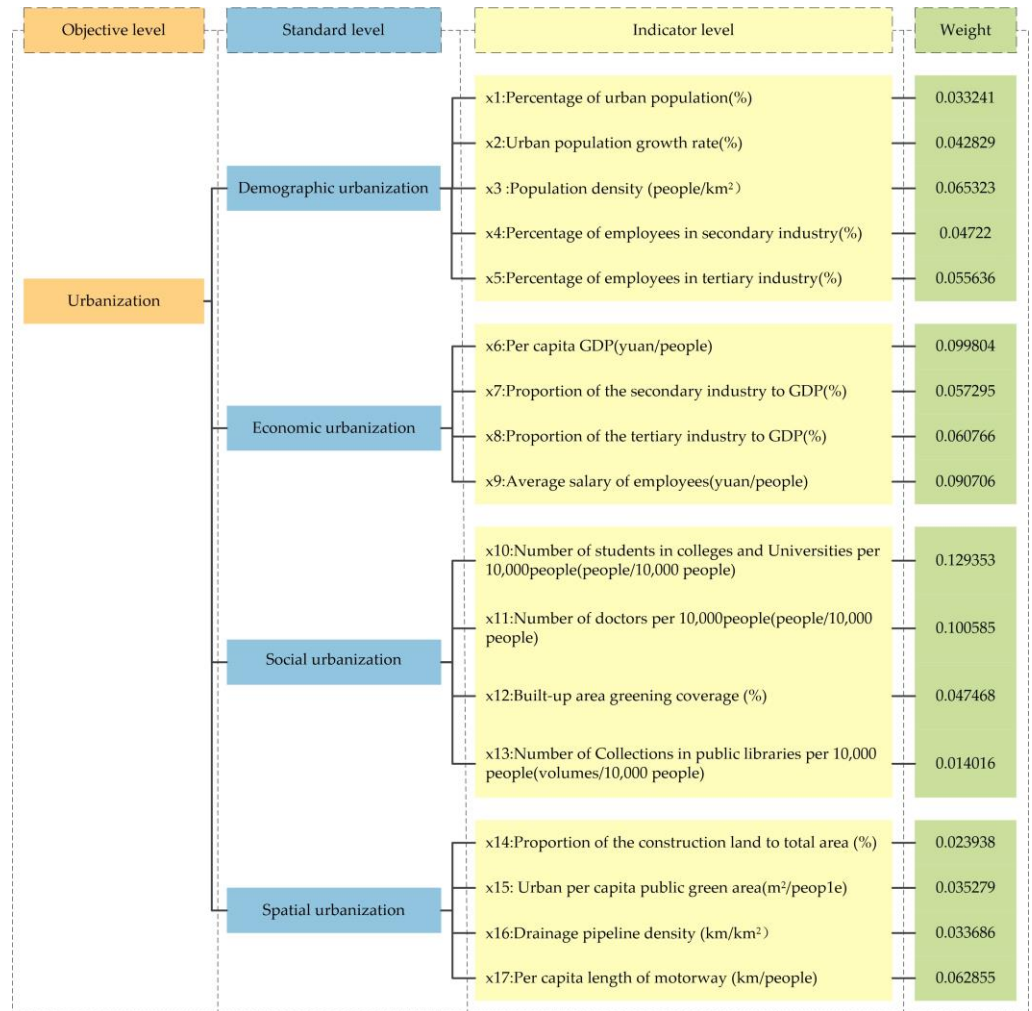 Objective level
Standard level
Indicator level
Weight
Urbanization
Demographic urbanization
x1:Percentage of urban population(%)
0.033241
x2:Urban population growth rate(%)
0.042829
x3 :Population density (people/km²）
0.065323
x4:Percentage of employees in secondary industry(%)
0.04722
x5:Percentage of employees in tertiary industry(%)
0.055636
Economic urbanization
x6:Per capita GDP(yuan/people)
0.099804
x7:Proportion of the secondary industry to GDP(%)
0.057295
x8:Proportion of the tertiary industry to GDP(%)
0.060766
x9:Average salary of employees(yuan/people)
0.090706
Social urbanization
x10:Number of students in colleges and Universities per
10,000people(people/10,000 people)
0.129353
x11:Number of doctors per 10,000people(people/10,000
people)
0.100585
x12:Built-up area greening coverage (%)
0.047468
x13:Number of Collections in public libraries per 10,000
people(volumes/10,000 people)
0.014016
Spatial urbanization
x14:Proportion of the construction land to total area (%)
0.023938
x15: Urban per capita public green area(m²/peop1e)
0.035279
x16:Drainage pipeline density (km/km²）
0.033686
x17:Per capita length of motorway (km/people)
0.062855